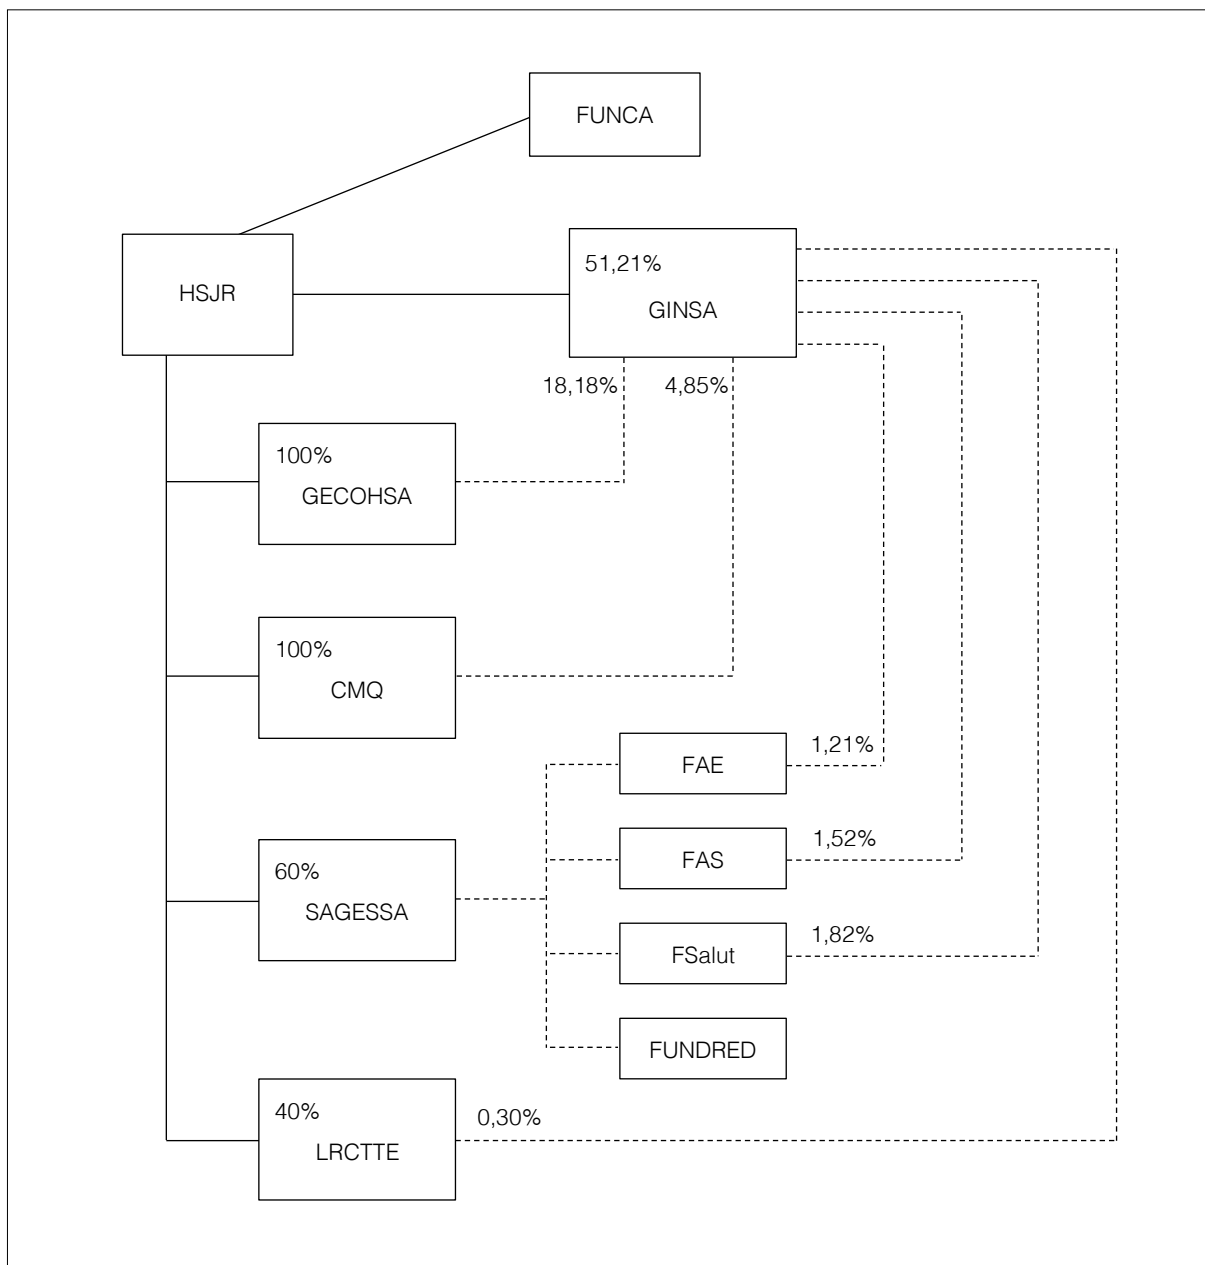 FUNCA
HSJR
51,21%
GINSA
18,18%
4,85%
100%
GECOHSA
100%
CMQ
FAE
1,21%
FAS
1,52%
60%
SAGESSA
FSalut
1,82%
FUNDRED
40%
LRCTTE
0,30%